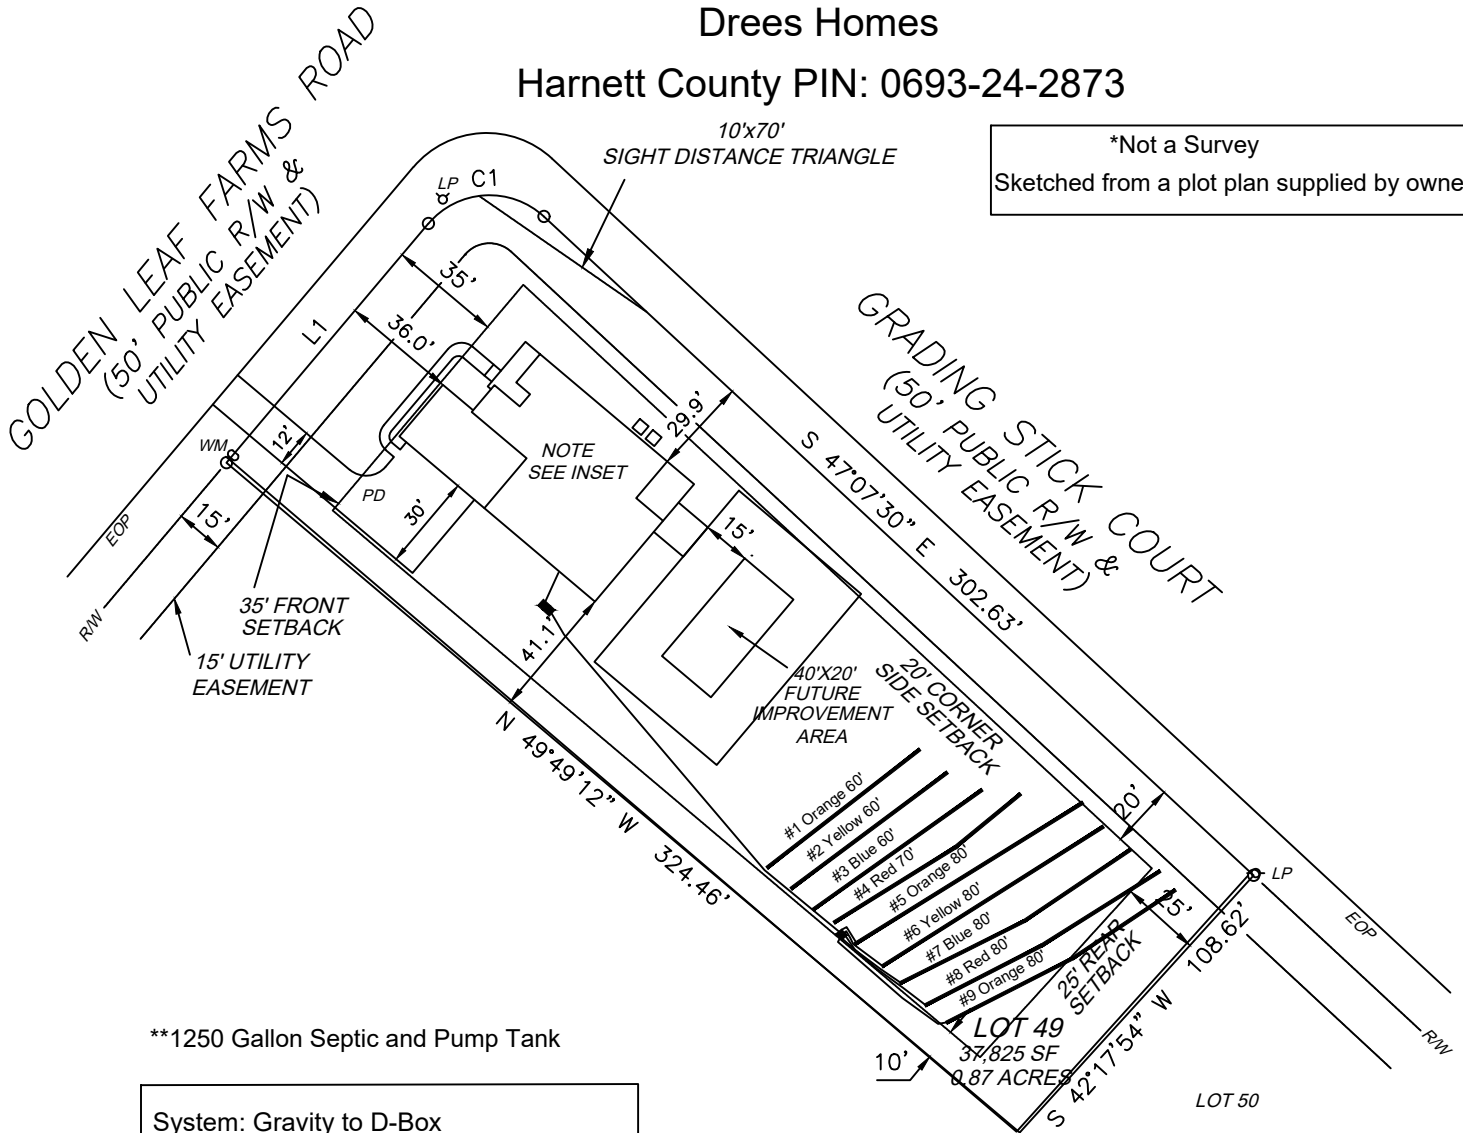 Drees Homes
Harnett County PIN: 0693-24-2873
*Not a Survey
Sketched from a plot plan supplied by owne
10'x70'
SIGHT DISTANCE TRIANGLE
GOLDEN LEAF FARMS ROAD
(50' PUBLIC R/W &
UTILITY EASEMENT)
LP
C1
L1
35'
36.0'
29.9'
GRADING STICK COURT
(50' PUBLIC R/W &
UTILITY EASEMENT)
S 47°07'30" E 302.63'
NOTE
SEE INSET
WM
12'
PD
30'
15'
EOP
R/W
35' FRONT
SETBACK
15' UTILITY
EASEMENT
41.1'
15'
40'X20'
FUTURE
IMPROVEMENT
AREA
20' CORNER
SIDE SETBACK
N 49°49'12" W 324.46'
#1 Orange 60'
#2 Yellow 60'
#3 Blue 60'
#4 Red 70'
#5 Orange 80'
#6 Yellow 80'
#7 Blue 80'
#8 Red 80'
#9 Orange 80'
20'
LP
25'
25' REAR
SETBACK
S 42°17'54" W 108.62'
EOP
R/W
LOT 49
37,825 SF
0.87 ACRES
10'
LOT 50
**1250 Gallon Septic and Pump Tank
System: Gravity to D-Box